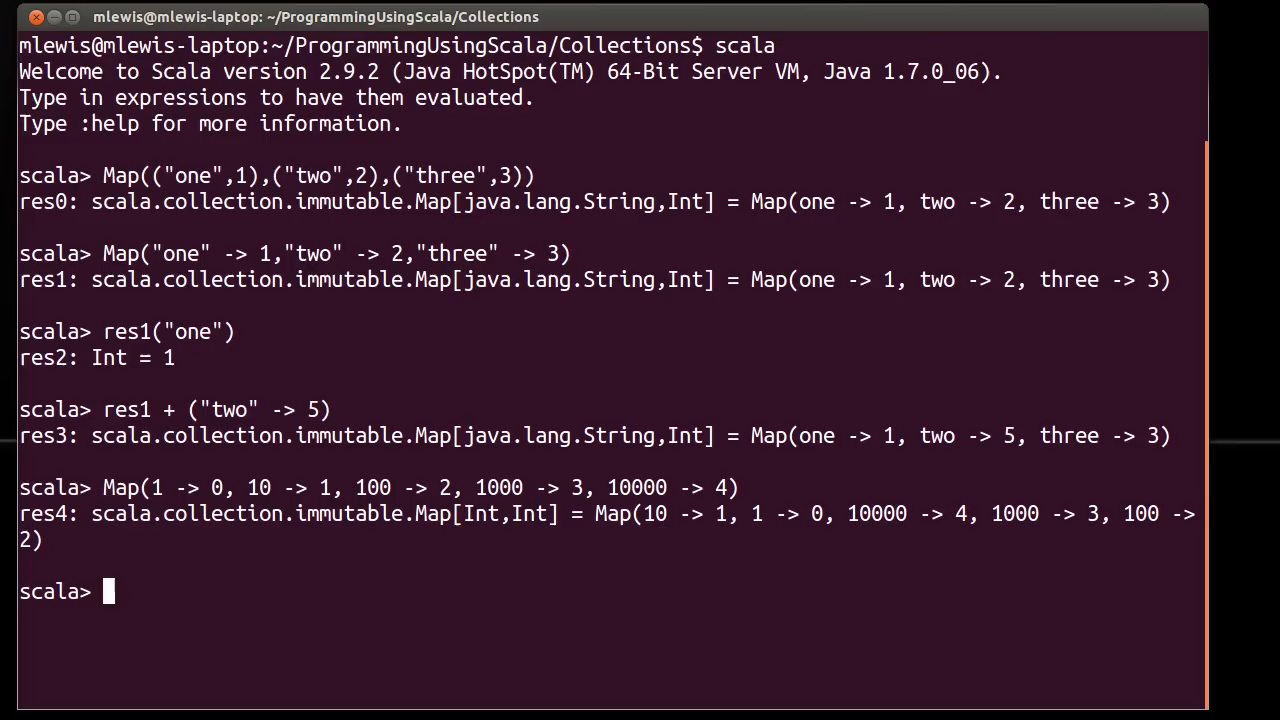 mlewis@mlewis-laptop: ~/ProgrammingUsingScala/Collections
mlewis@mlewis-laptop:~/ProgrammingUsingScala/Collections$ scala
Welcome to Scala version 2.9.2 (Java HotSpot(TM) 64-Bit Server VM, Java 1.7.0_06).
Type in expressions to have them evaluated.
Type :help for more information.
scala> Map(("one",1),("two",2),("three",3))
res0: scala.collection.immutable.Map[java.lang.String,Int] = Map(one -> 1, two -> 2, three -> 3)
scala> Map("one" -> 1,"two" -> 2,"three" -> 3)
res1: scala.collection.immutable.Map[java.lang.String,Int] = Map(one -> 1, two -> 2, three -> 3)
scala> res1("one")
res2: Int = 1
scala> res1 + ("two" -> 5)
res3: scala.collection.immutable.Map[java.lang.String,Int] = Map(one -> 1, two -> 5, three -> 3)
scala> Map(1 -> 0, 10 -> 1, 100 -> 2, 1000 -> 3, 10000 -> 4)
res4: scala.collection.immutable.Map[Int,Int] = Map(10 -> 1, 1 -> 0, 10000 -> 4, 1000 -> 3, 100 ->
2)
scala>